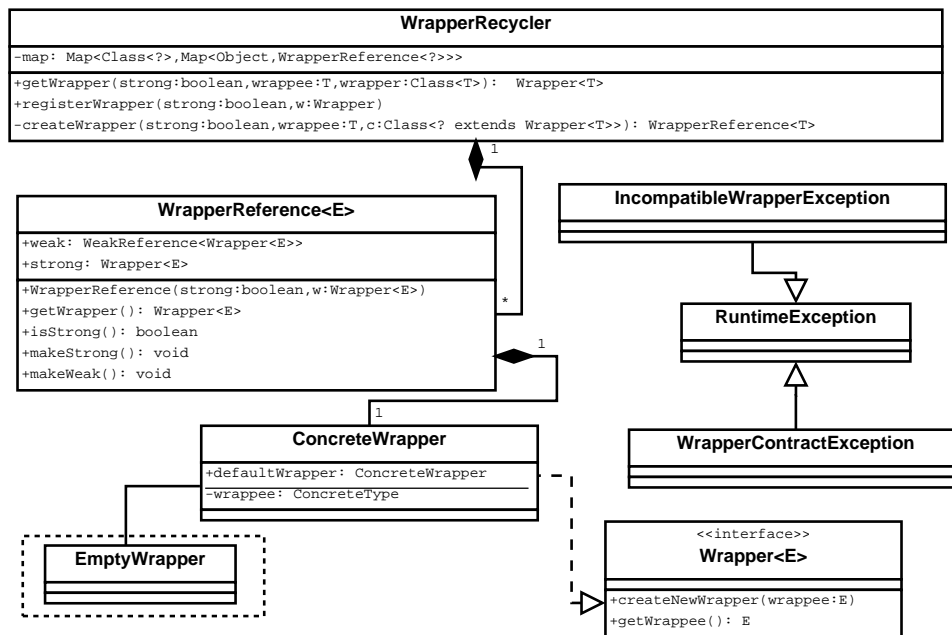 WrapperRecycler
-map: Map<Class<?>,Map<Object,WrapperReference<?>>>
+getWrapper(strong:boolean,wrappee:T,wrapper:Class<T>): Wrapper<T>
+registerWrapper(strong:boolean,w:Wrapper)
-createWrapper(strong:boolean,wrappee:T,c:Class<? extends Wrapper<T>>): WrapperReference<T>
1
WrapperReference<E>
+weak: WeakReference<Wrapper<E>>
+strong: Wrapper<E>
+WrapperReference(strong:boolean,w:Wrapper<E>)
+getWrapper(): Wrapper<E>
+isStrong(): boolean
+makeStrong(): void
+makeWeak(): void
*
1
IncompatibleWrapperException
RuntimeException
WrapperContractException
1
ConcreteWrapper
+defaultWrapper: ConcreteWrapper
-wrappee: ConcreteType
EmptyWrapper
<<interface>>
Wrapper<E>
+createNewWrapper(wrappee:E)
+getWrappee(): E